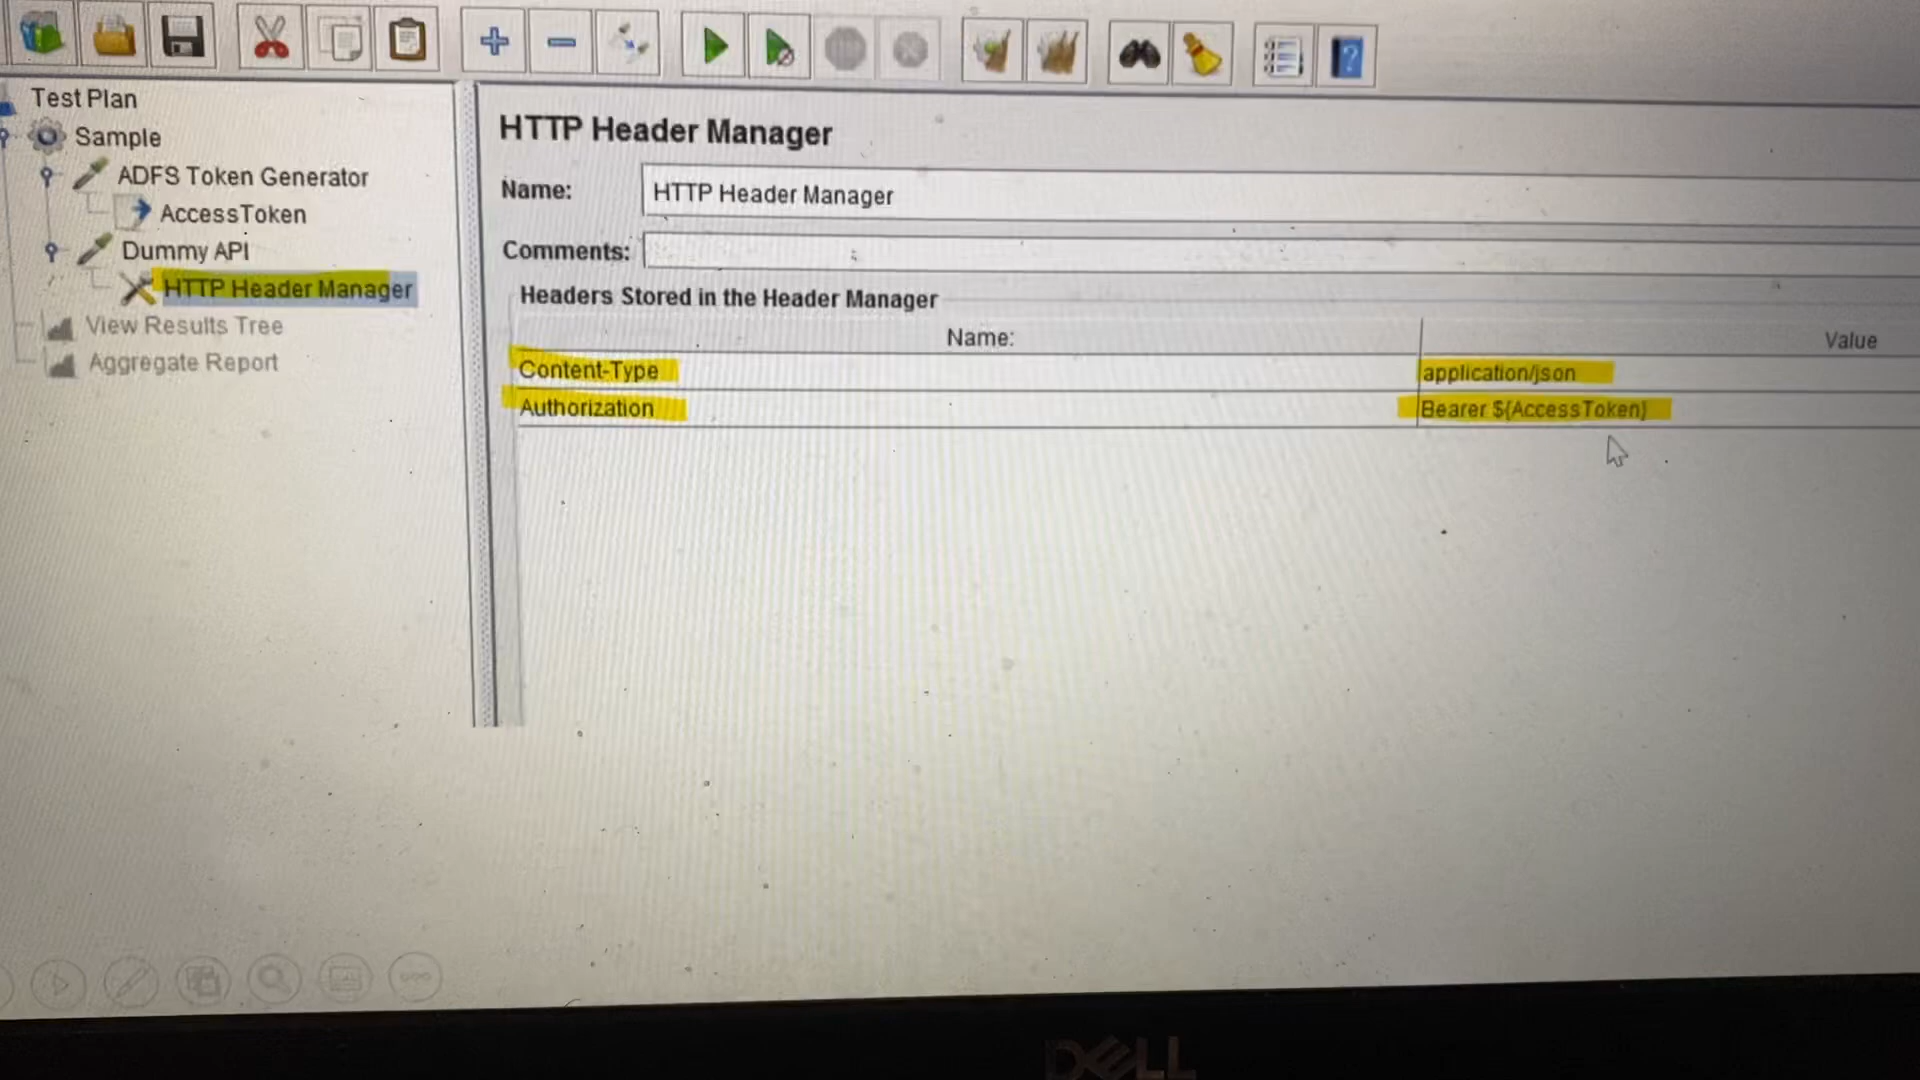 Test Plan
Sample
ADFS Token Generator
AccessToken
Dummy API
HTTP Header Manager
View Results Tree
Aggregate Report
HTTP Header Manager
Name: HTTP Header Manager
Comments:
Headers Stored in the Header Manager
Name: Value
Content-Type application/json
Authorization Bearer ${AccessToken}
DELL